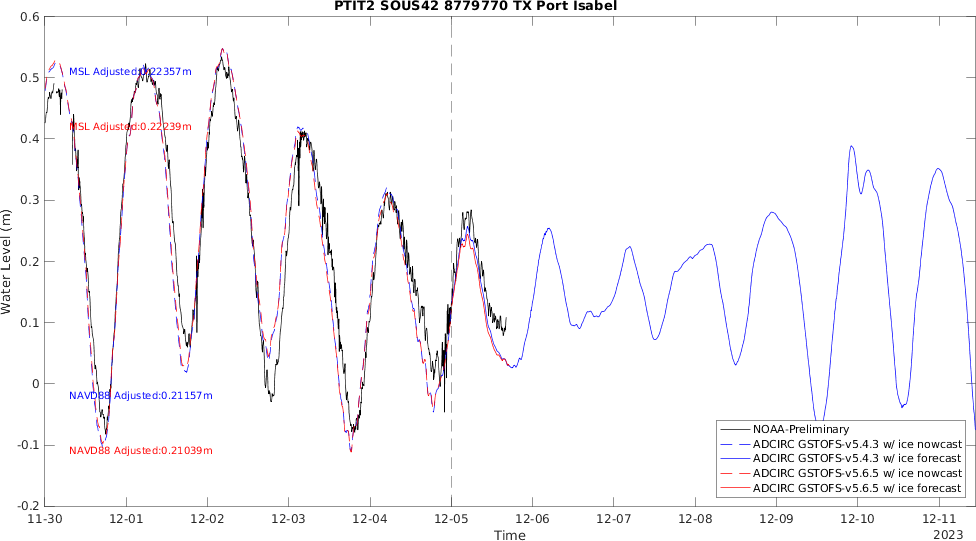 PTIT2 SOUS42 8779770 TX Port Isabel
0.6
0.5
0.4
0.3
0.2
0.1
0
-0.1
-0.2
Water Level (m)
MSL Adjusted:0.22357m
MSL Adjusted:0.22239m
NAVD88 Adjusted:0.21157m
NAVD88 Adjusted:0.21039m
NOAA-Preliminary
ADCIRC GSTOFS-v5.4.3 w/ ice nowcast
ADCIRC GSTOFS-v5.4.3 w/ ice forecast
ADCIRC GSTOFS-v5.6.5 w/ ice nowcast
ADCIRC GSTOFS-v5.6.5 w/ ice forecast
11-30 12-01 12-02 12-03 12-04 12-05 12-06 12-07 12-08 12-09 12-10 12-11
Time
2023